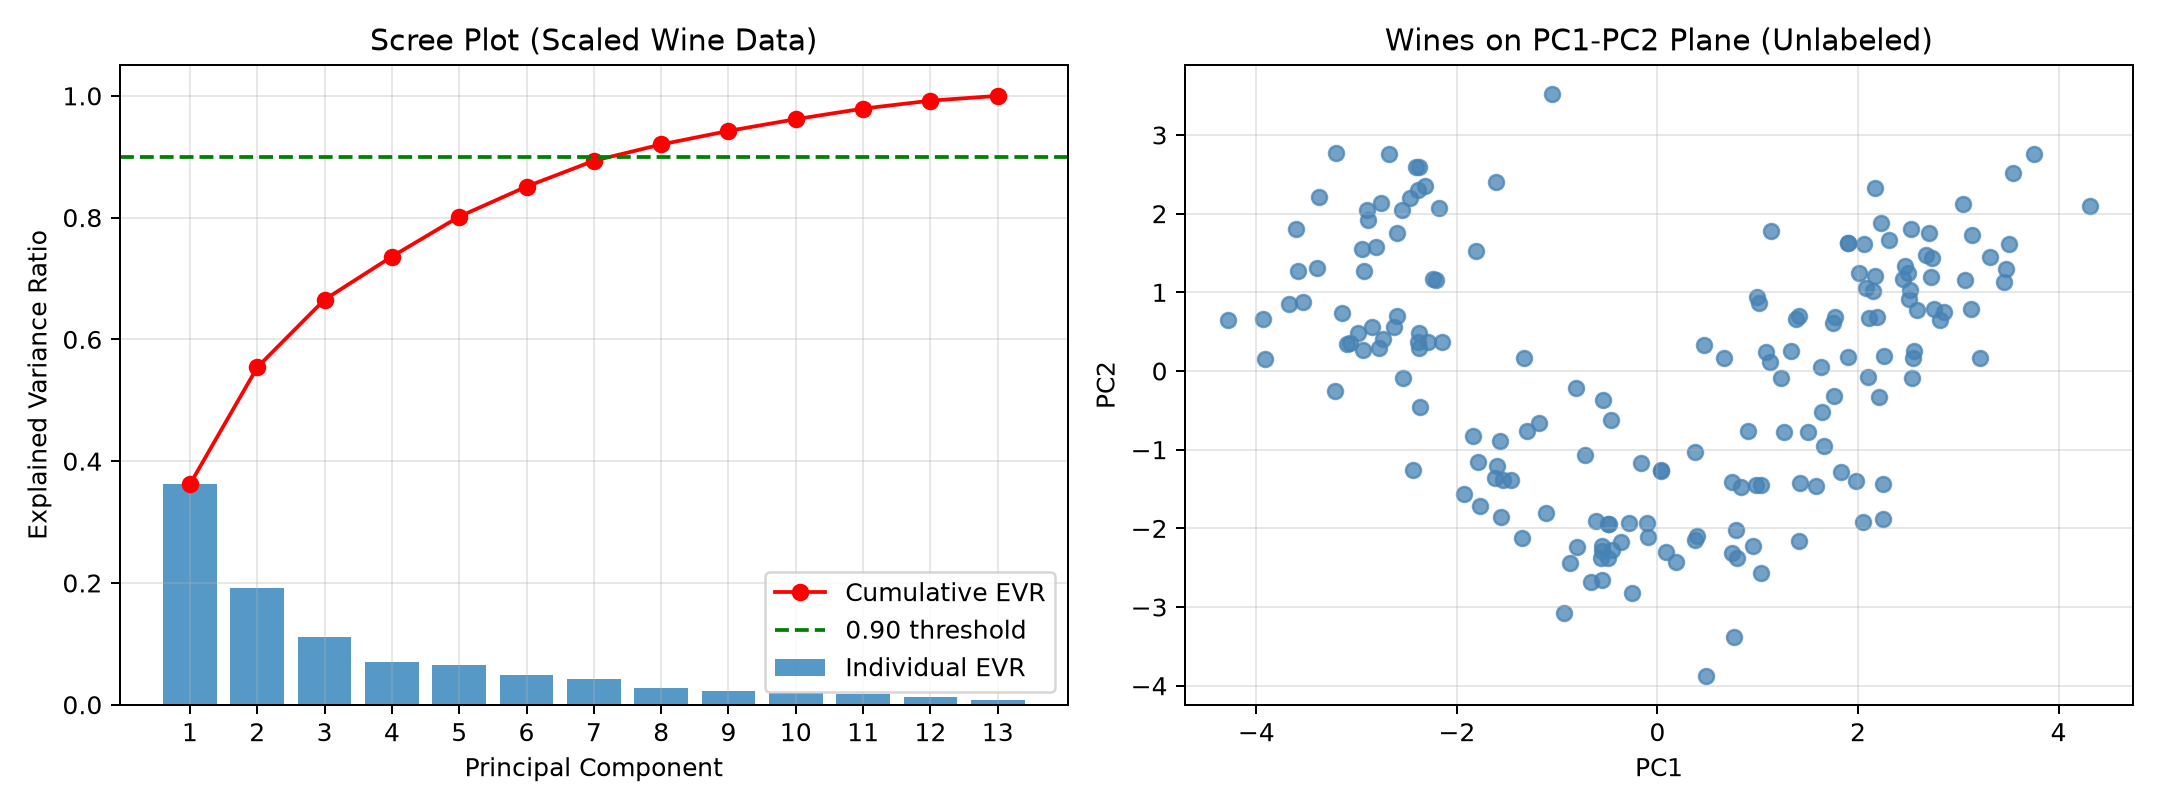 Scree Plot (Scaled Wine Data)
Explained Variance Ratio
1.0
0.8
0.6
0.4
0.2
0.0
Cumulative EVR
0.90 threshold
Individual EVR
1 2 3 4 5 6 7 8 9 10 11 12 13
Principal Component
Wines on PC1-PC2 Plane (Unlabeled)
PC2
3
2
1
0
−1
−2
−3
−4
−4 −2 0 2 4
PC1